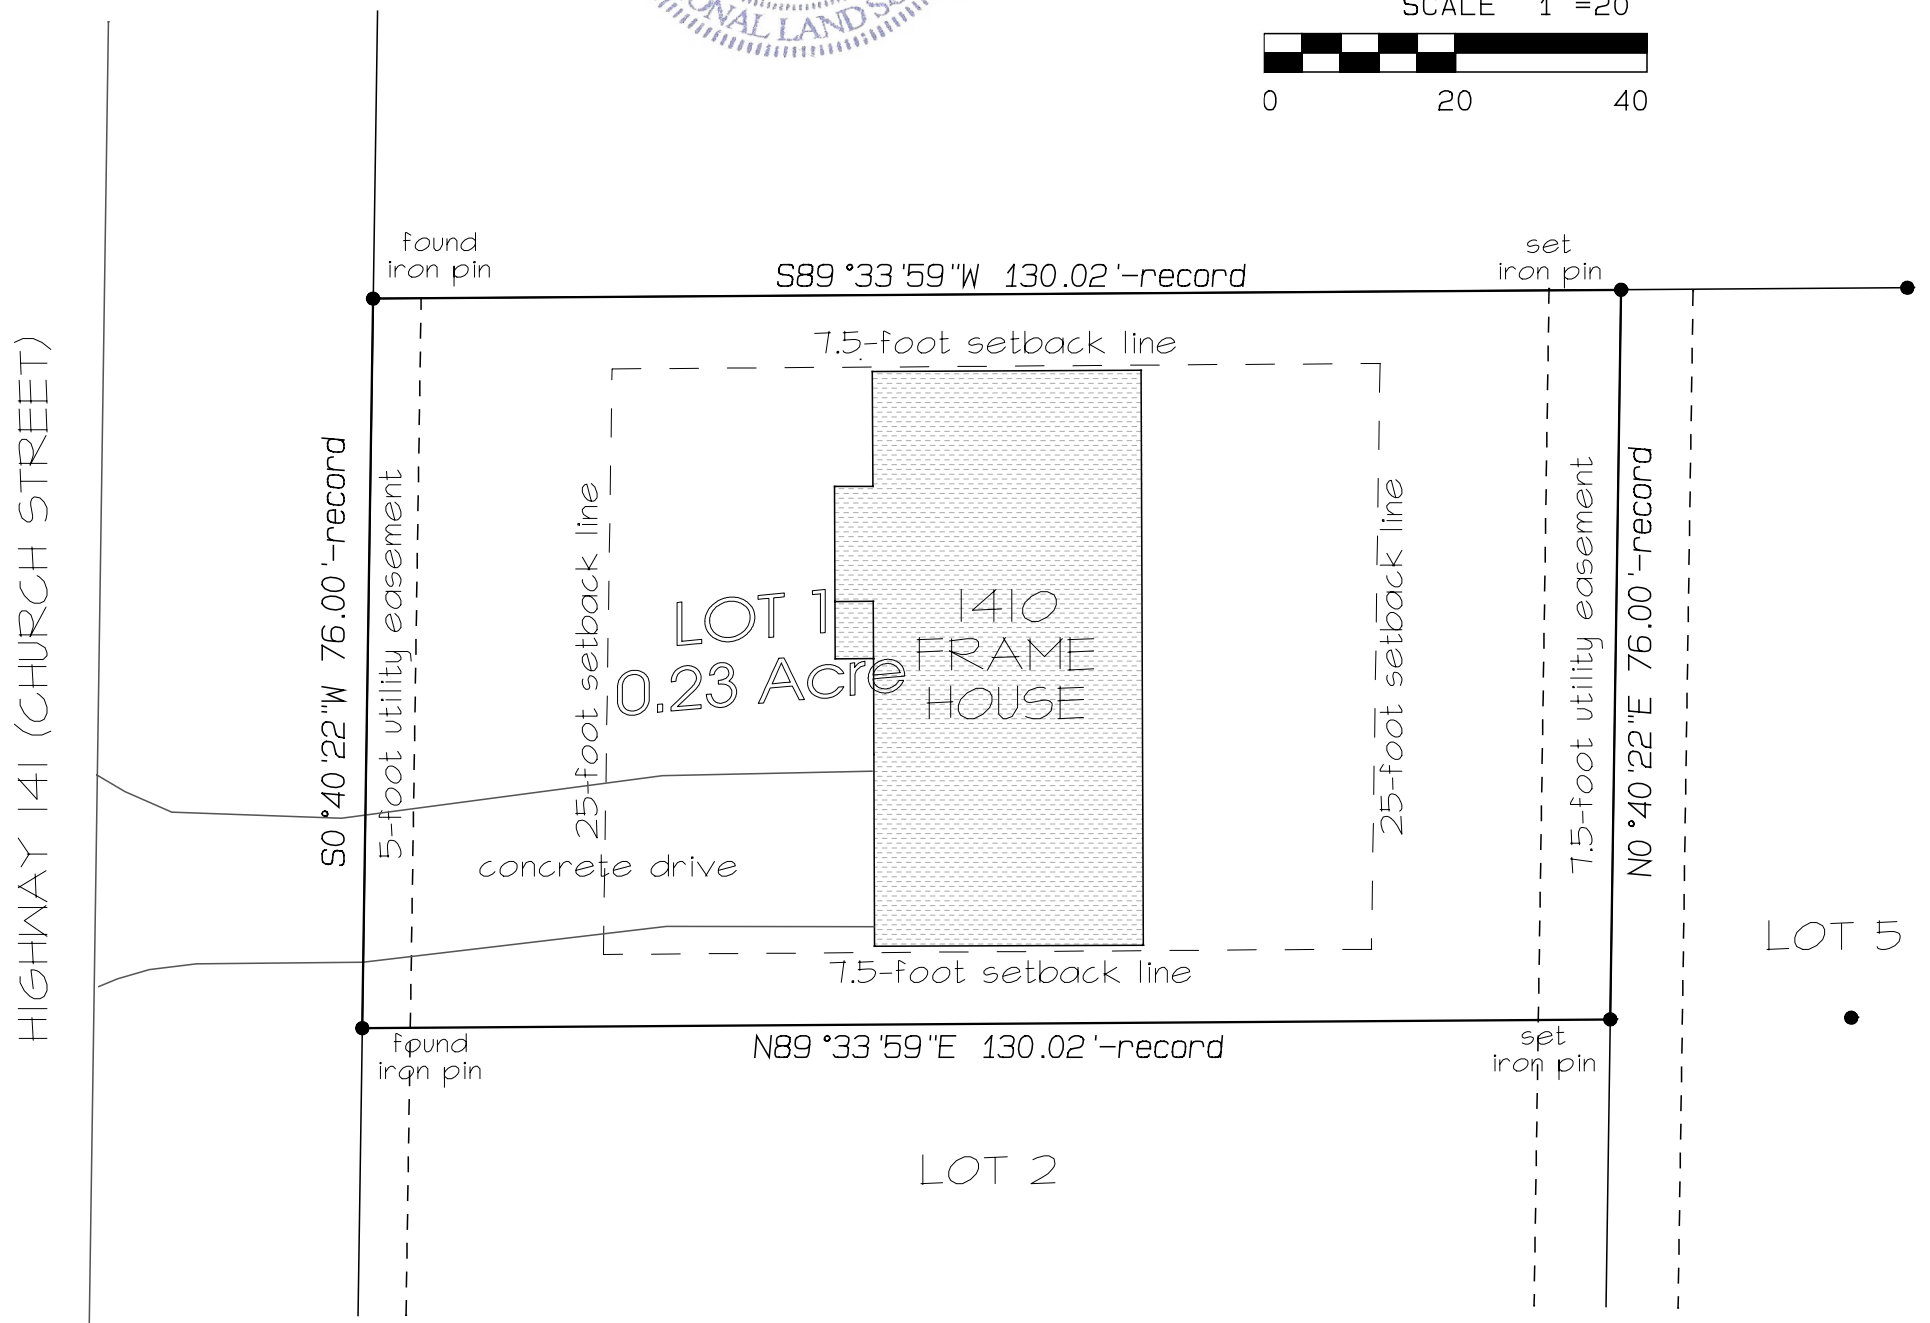 ONAL LAND S
SCALE 1 =20
0 20 40
found
iron pin
S89°33'59"W 130.02'-record
set
iron pin
7.5-foot setback line
HIGHWAY 141 (CHURCH STREET)
S0°40'22"W 76.00'-record
5-foot utility easement
25-foot setback line
LOT 1
0.23 Acre
1410
FRAME
HOUSE
25-foot setback line
7.5-foot utility easement
N0°40'22"E 76.00'-record
concrete drive
LOT 5
7.5-foot setback line
found
iron pin
N89°33'59"E 130.02'-record
set
iron pin
LOT 2